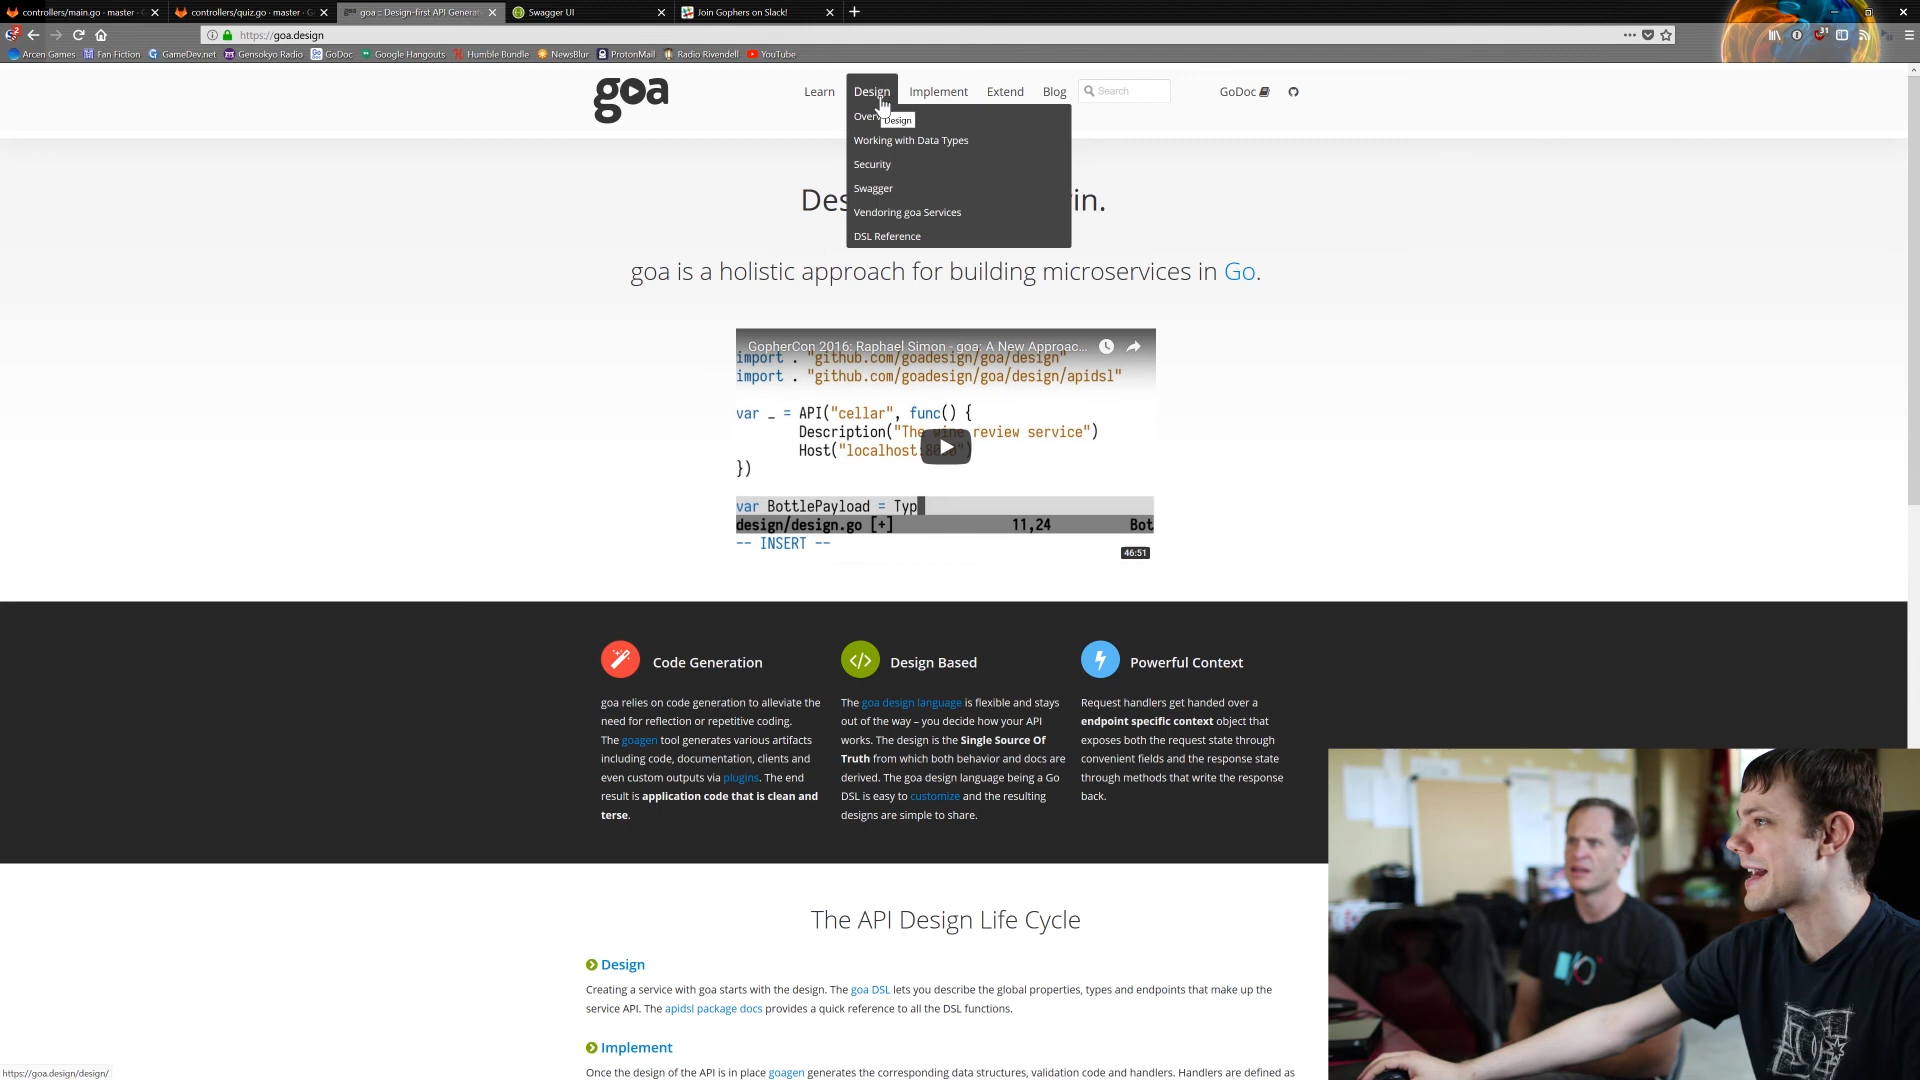 controllers/main.go · master ·
controllers/quiz.go · master ·
goa :: Design-first API Generat
Swagger UI
Join Gophers on Slack!
https://goa.design
31
Arcen Games
Fan Fiction
GameDev.net
Gensokyo Radio
GoDoc
Google Hangouts
Humble Bundle
NewsBlur
ProtonMail
Radio Rivendell
YouTube
goa
Learn
Design
Implement
Extend
Blog
Search
GoDoc
Overv
Design
Working with Data Types
Security
Swagger
Vendoring goa Services
DSL Reference
Des
in.
goa is a holistic approach for building microservices in Go.
GopherCon 2016: Raphael Simon - goa: A New Approac...
import . "github.com/goadesign/goa/design"
import . "github.com/goadesign/goa/design/apidsl"
var _ = API("cellar", func() {
Description("The wine review service")
Host("localhost:8080")
})
var BottlePayload = Typ
design/design.go [+] 11,24 Bot
-- INSERT --
46:51
Code Generation
goa relies on code generation to alleviate the
need for reflection or repetitive coding.
The goagen tool generates various artifacts
including code, documentation, clients and
even custom outputs via plugins. The end
result is application code that is clean and
terse.
Design Based
The goa design language is flexible and stays
out of the way – you decide how your API
works. The design is the Single Source Of
Truth from which both behavior and docs are
derived. The goa design language being a Go
DSL is easy to customize and the resulting
designs are simple to share.
Powerful Context
Request handlers get handed over a
endpoint specific context object that
exposes both the request state through
convenient fields and the response state
through methods that write the response
back.
The API Design Life Cycle
Design
Creating a service with goa starts with the design. The goa DSL lets you describe the global properties, types and endpoints that make up the
service API. The apidsl package docs provides a quick reference to all the DSL functions.
Implement
Once the design of the API is in place goagen generates the corresponding data structures, validation code and handlers. Handlers are defined as
https://goa.design/design/